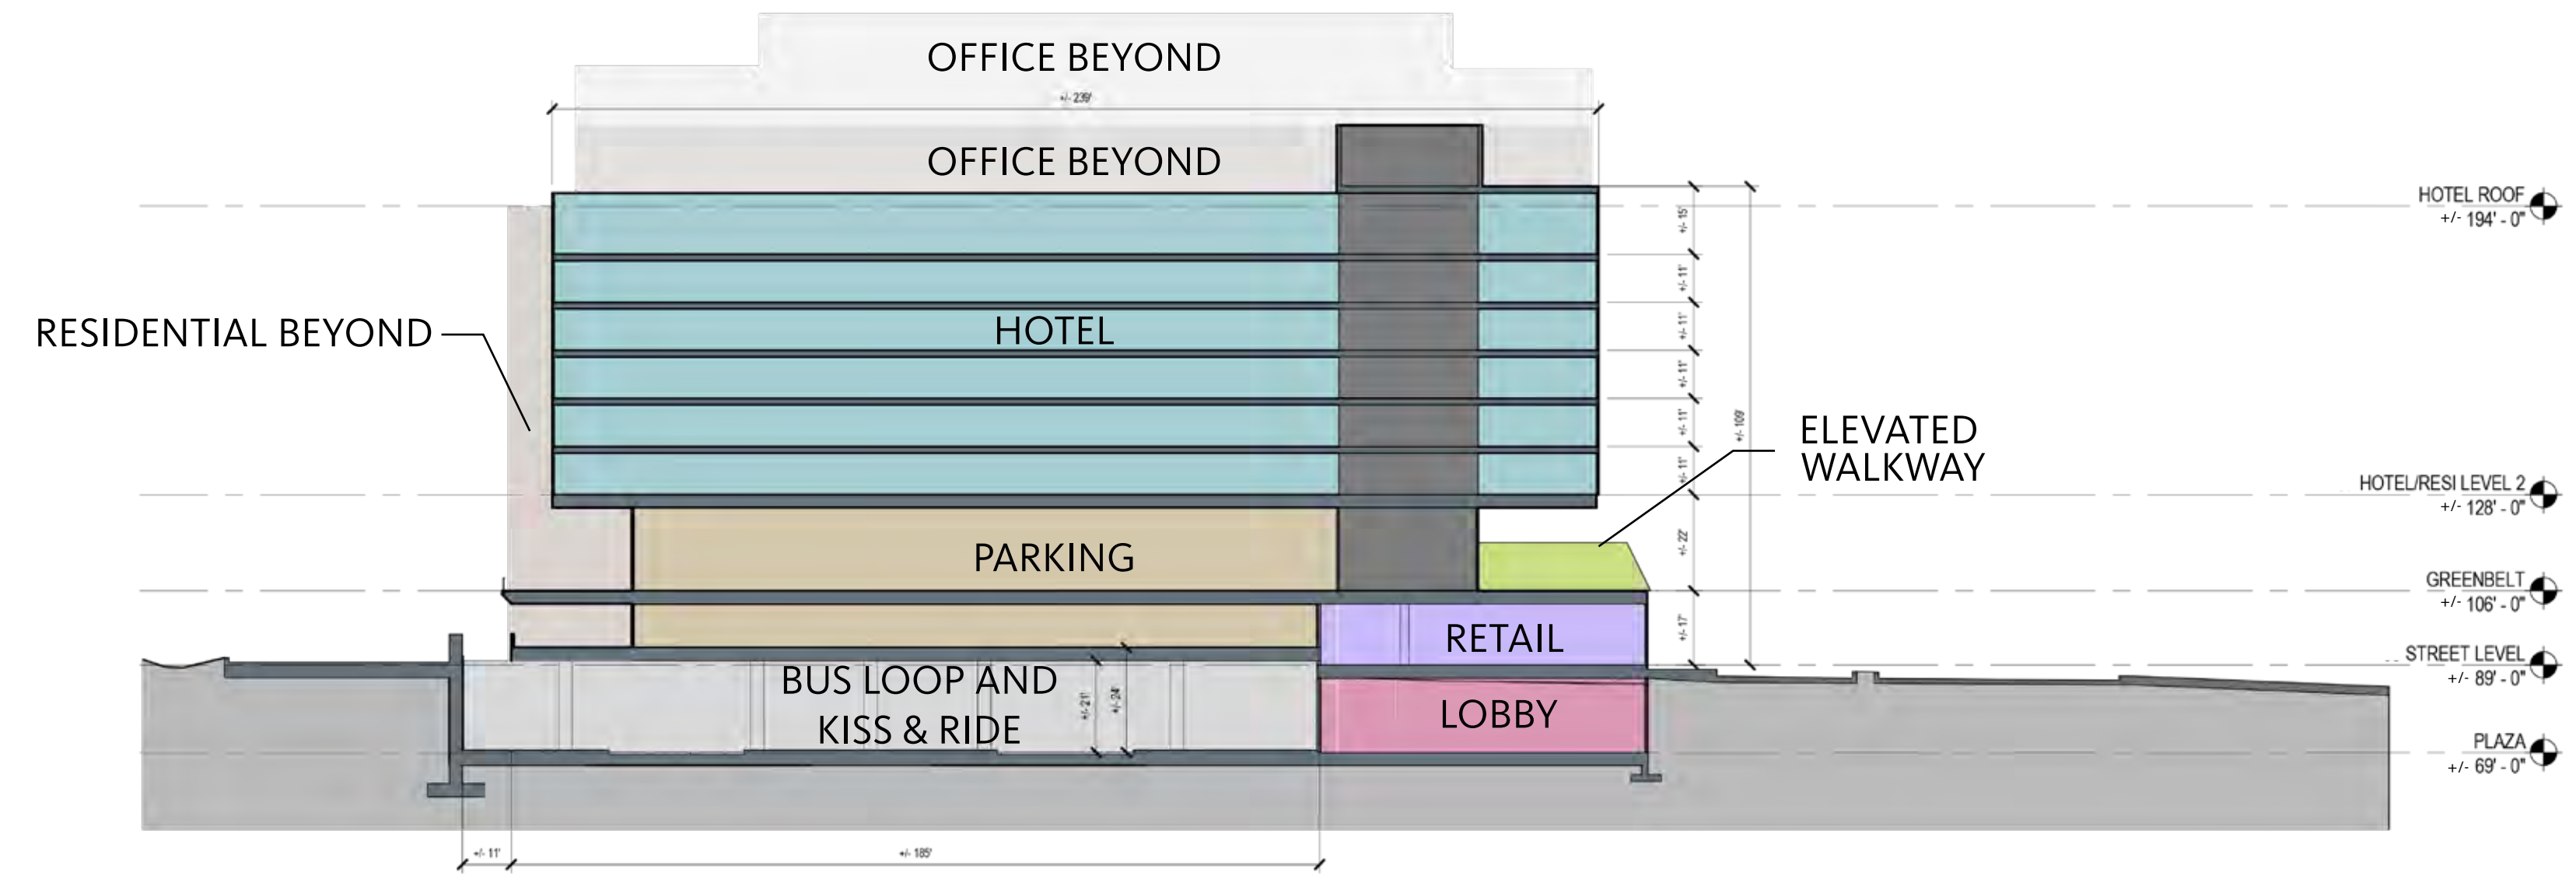 OFFICE BEYOND
+/- 239'
OFFICE BEYOND
HOTEL ROOF
+/- 194' - 0"
+/- 15'
+/- 11'
RESIDENTIAL BEYOND
HOTEL
+/- 11'
+/- 11'
+/- 11'
+/- 109'
ELEVATED
WALKWAY
+/- 11'
HOTEL/RESI LEVEL 2
+/- 128' - 0"
+/- 22'
PARKING
GREENBELT
+/- 106' - 0"
+/- 17'
RETAIL
STREET LEVEL
+/- 89' - 0"
BUS LOOP AND
KISS & RIDE
+/- 21'
+/- 24'
LOBBY
PLAZA
+/- 69' - 0"
+/- 11'
+/- 185'